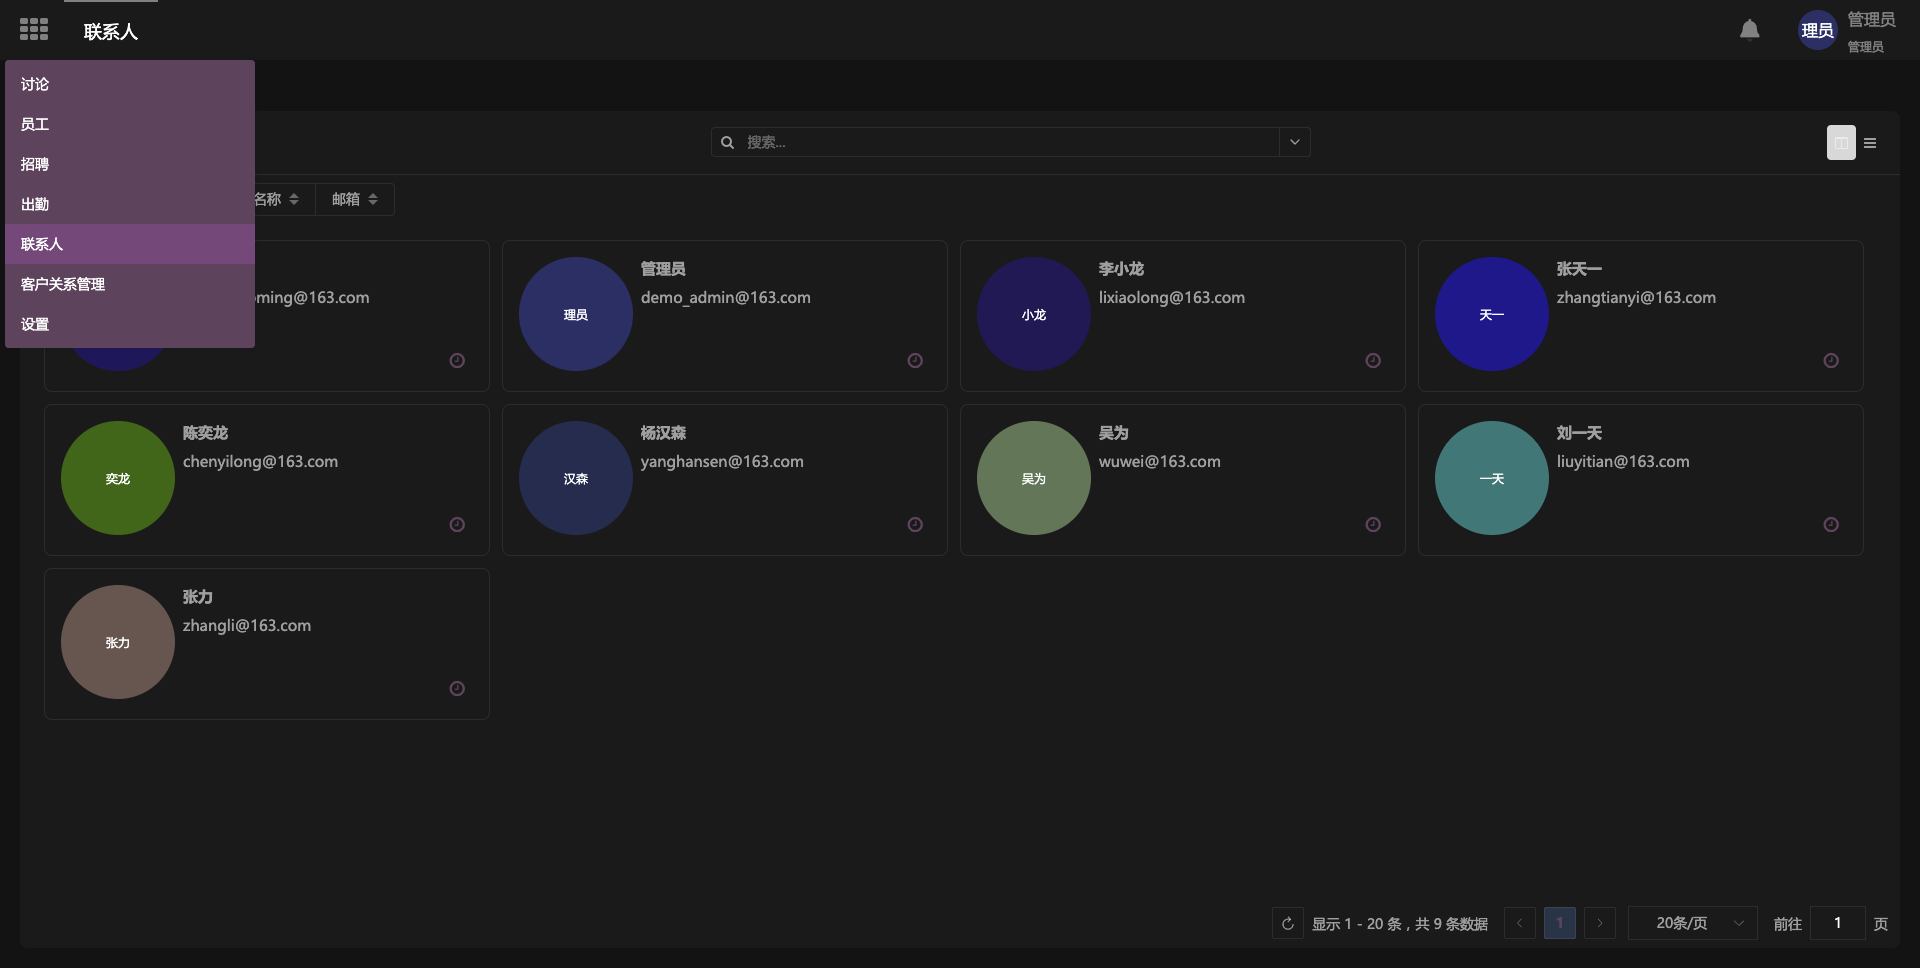 联系人
管理员
理员
管理员
讨论
员工
招聘
出勤
联系人
客户关系管理
设置
搜索...
名称
邮箱
ming@163.com
理员
管理员
demo_admin@163.com
小龙
李小龙
lixiaolong@163.com
天一
张天一
zhangtianyi@163.com
奕龙
陈奕龙
chenyilong@163.com
汉森
杨汉森
yanghansen@163.com
吴为
吴为
wuwei@163.com
一天
刘一天
liuyitian@163.com
张力
张力
zhangli@163.com
显示 1 - 20 条，共 9 条数据
1
20条/页
前往
1
页